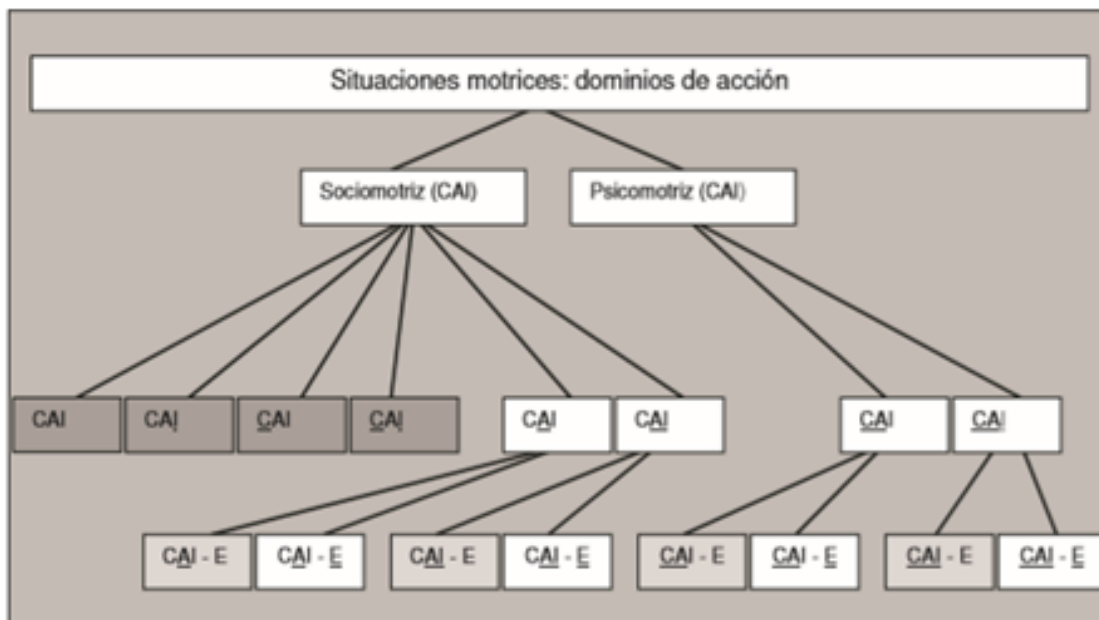 Situaciones motrices: dominios de acción
Sociomotriz (CAI)
Psicomotriz (CAI)
CAI
CAI
CAI
CAI
CAI
CAI
CAI
CAI
CAI - E
CAI - E
CAI - E
CAI - E
CAI - E
CAI - E
CAI - E
CAI - E